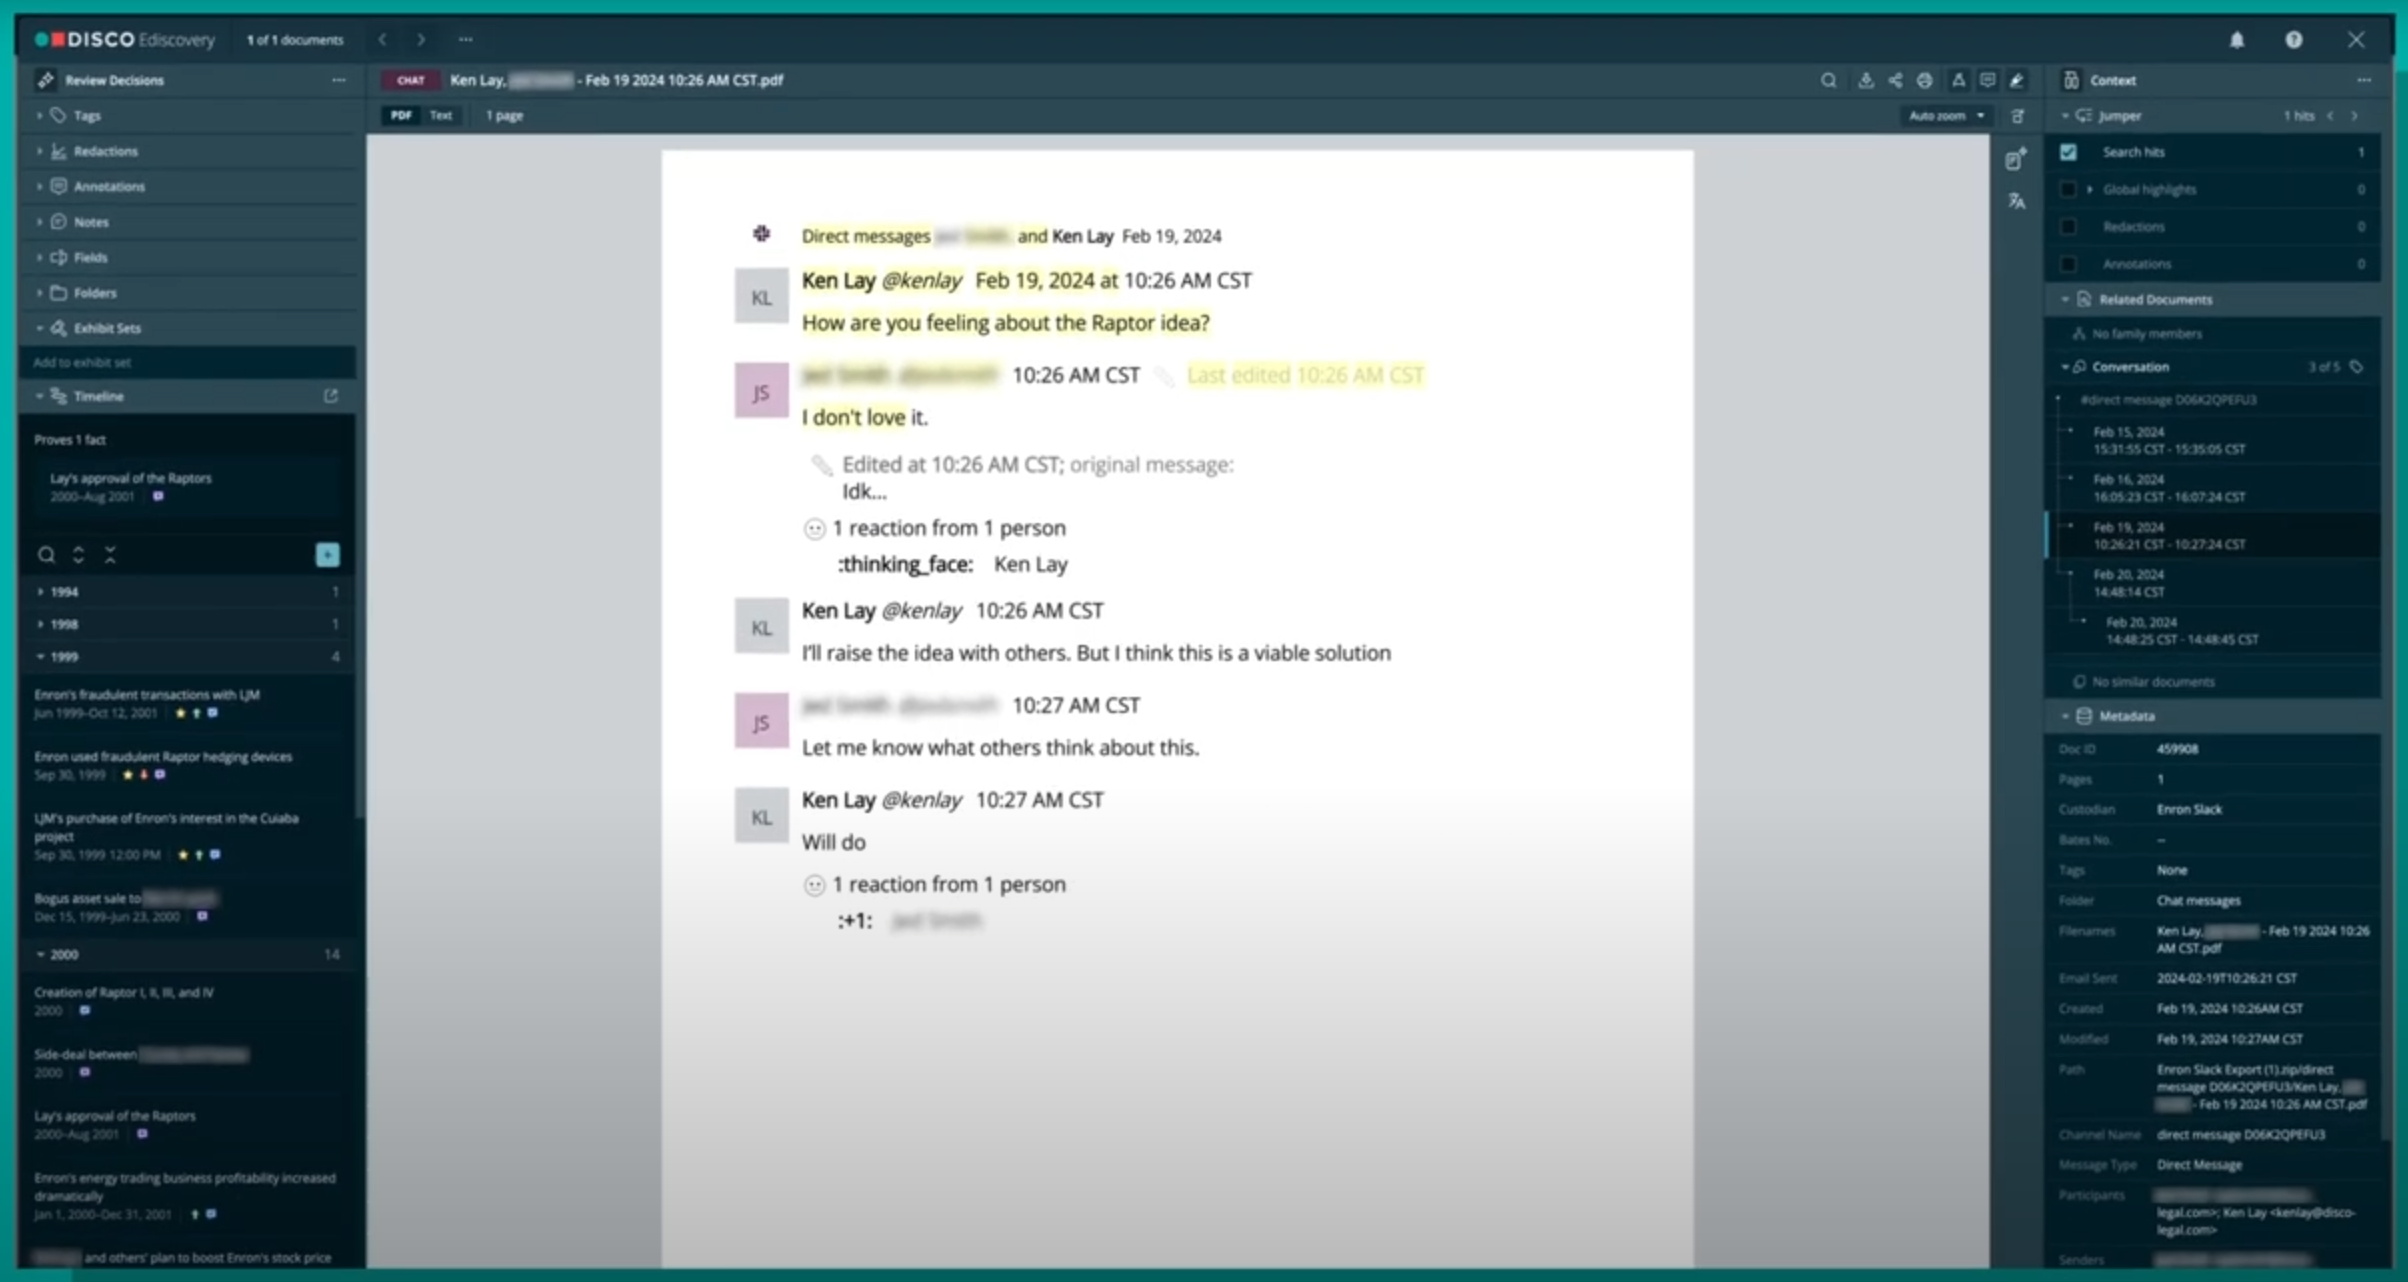 DISCO Ediscovery
1 of 1 documents
Review Decisions
Tags
Redactions
Annotations
Notes
Fields
Folders
Exhibit Sets
Add to exhibit set
Timeline
Proves 1 fact
Lay's approval of the Raptors
2000–Aug 2001
1994 1
1998 1
1999 4
Enron's fraudulent transactions with LJM
Jun 1999–Oct 12, 2001
Enron used fraudulent Raptor hedging devices
Sep 30, 1999
LJM's purchase of Enron's interest in the Cuiaba
project
Sep 30, 1999 12:00 PM
Bogus asset sale to
Dec 15, 1999–Jun 23, 2000
2000 14
Creation of Raptor I, II, III, and IV
2000
Side-deal between
2000
Lay's approval of the Raptors
2000–Aug 2001
Enron's energy trading business profitability increased
dramatically
Jan 1, 2000–Dec 31, 2001
and others' plan to boost Enron's stock price
CHAT Ken Lay, - Feb 19 2024 10:26 AM CST.pdf
PDF Text 1 page
Auto zoom
Direct messages and Ken Lay Feb 19, 2024
KL
Ken Lay @kenlay Feb 19, 2024 at 10:26 AM CST
How are you feeling about the Raptor idea?
JS
10:26 AM CST Last edited 10:26 AM CST
I don't love it.
Edited at 10:26 AM CST; original message:
Idk...
1 reaction from 1 person
:thinking_face: Ken Lay
KL
Ken Lay @kenlay 10:26 AM CST
I'll raise the idea with others. But I think this is a viable solution
JS
10:27 AM CST
Let me know what others think about this.
KL
Ken Lay @kenlay 10:27 AM CST
Will do
1 reaction from 1 person
:+1:
Context
Jumper 1 hits
Search hits 1
Global highlights 0
Redactions 0
Annotations 0
Related Documents
No family members
Conversation 3 of 5
#direct message D06K2QPEFU3
Feb 15, 2024
15:31:55 CST - 15:35:05 CST
Feb 16, 2024
16:05:23 CST - 16:07:24 CST
Feb 19, 2024
10:26:21 CST - 10:27:24 CST
Feb 20, 2024
14:48:14 CST
Feb 20, 2024
14:48:25 CST - 14:48:45 CST
No similar documents
Metadata
Doc ID 459908
Pages 1
Custodian Enron Slack
Bates No. --
Tags None
Folder Chat messages
Filenames Ken Lay, - Feb 19 2024 10:26
AM CST.pdf
Email Sent 2024-02-19T10:26:21 CST
Created Feb 19, 2024 10:26AM CST
Modified Feb 19, 2024 10:27AM CST
Path Enron Slack Export (1).zip/direct
message D06K2QPEFU3/Ken Lay,
- Feb 19 2024 10:26 AM CST.pdf
Channel Name direct message D06K2QPEFU3
Message Type Direct Message
Participants
legal.com>; Ken Lay <kenlay@disco-
legal.com>
Senders